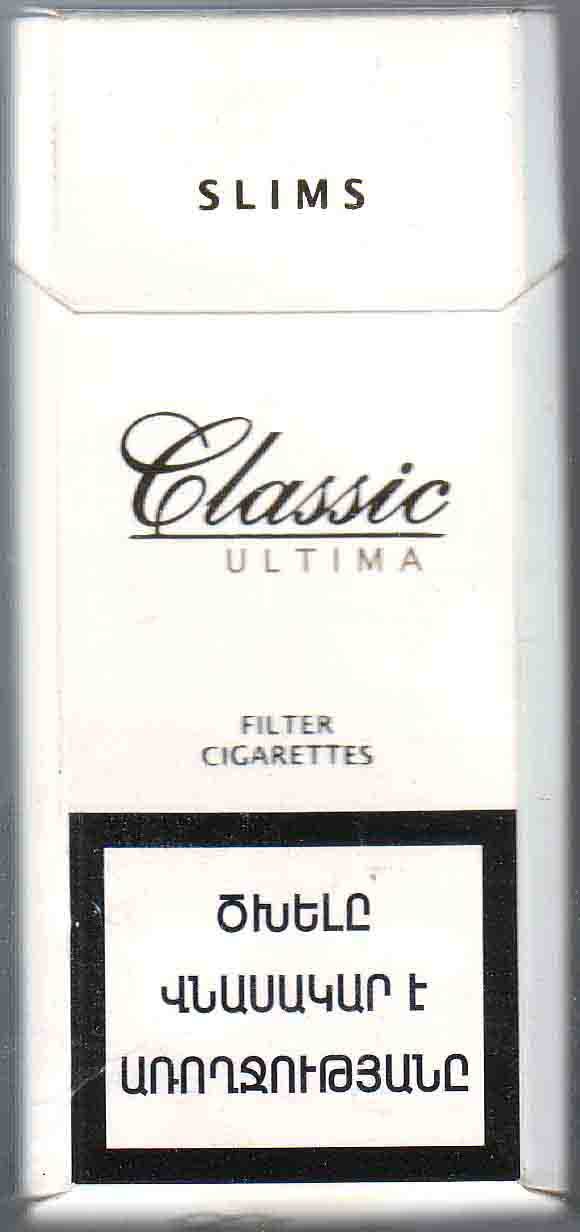 SLIMS
Classic
ULTIMA
FILTER
CIGARETTES
ԾԽԵԼԸ
ՎՆԱՍԱԿԱՐ Է
ԱՌՈՂՋՈՒԹՅԱՆԸ